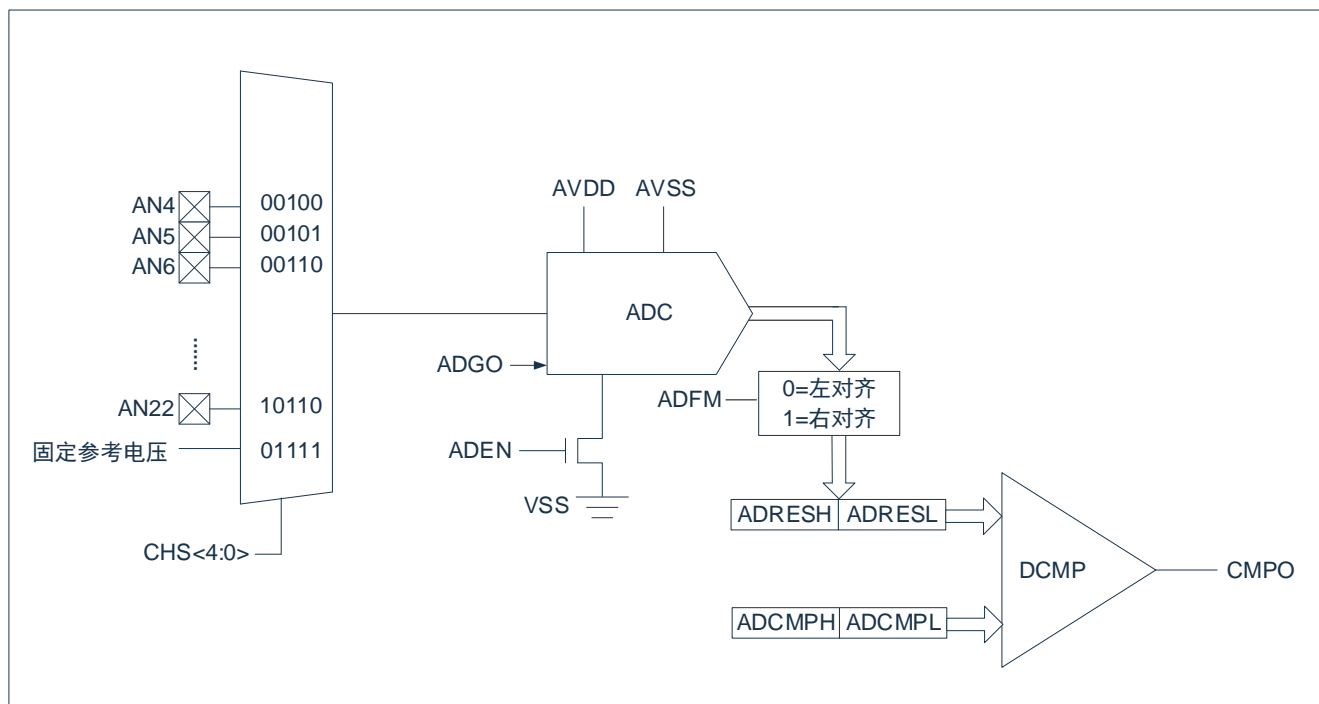 AVDD
AVSS
AN4
00100
AN5
00101
AN6
00110
ADC
ADGO
ADFM
0=左对齐
1=右对齐
AN22
10110
固定参考电压
01111
ADEN
VSS
ADRESH
ADRESL
CHS<4:0>
DCMP
CMPO
ADCMPH
ADCMPL